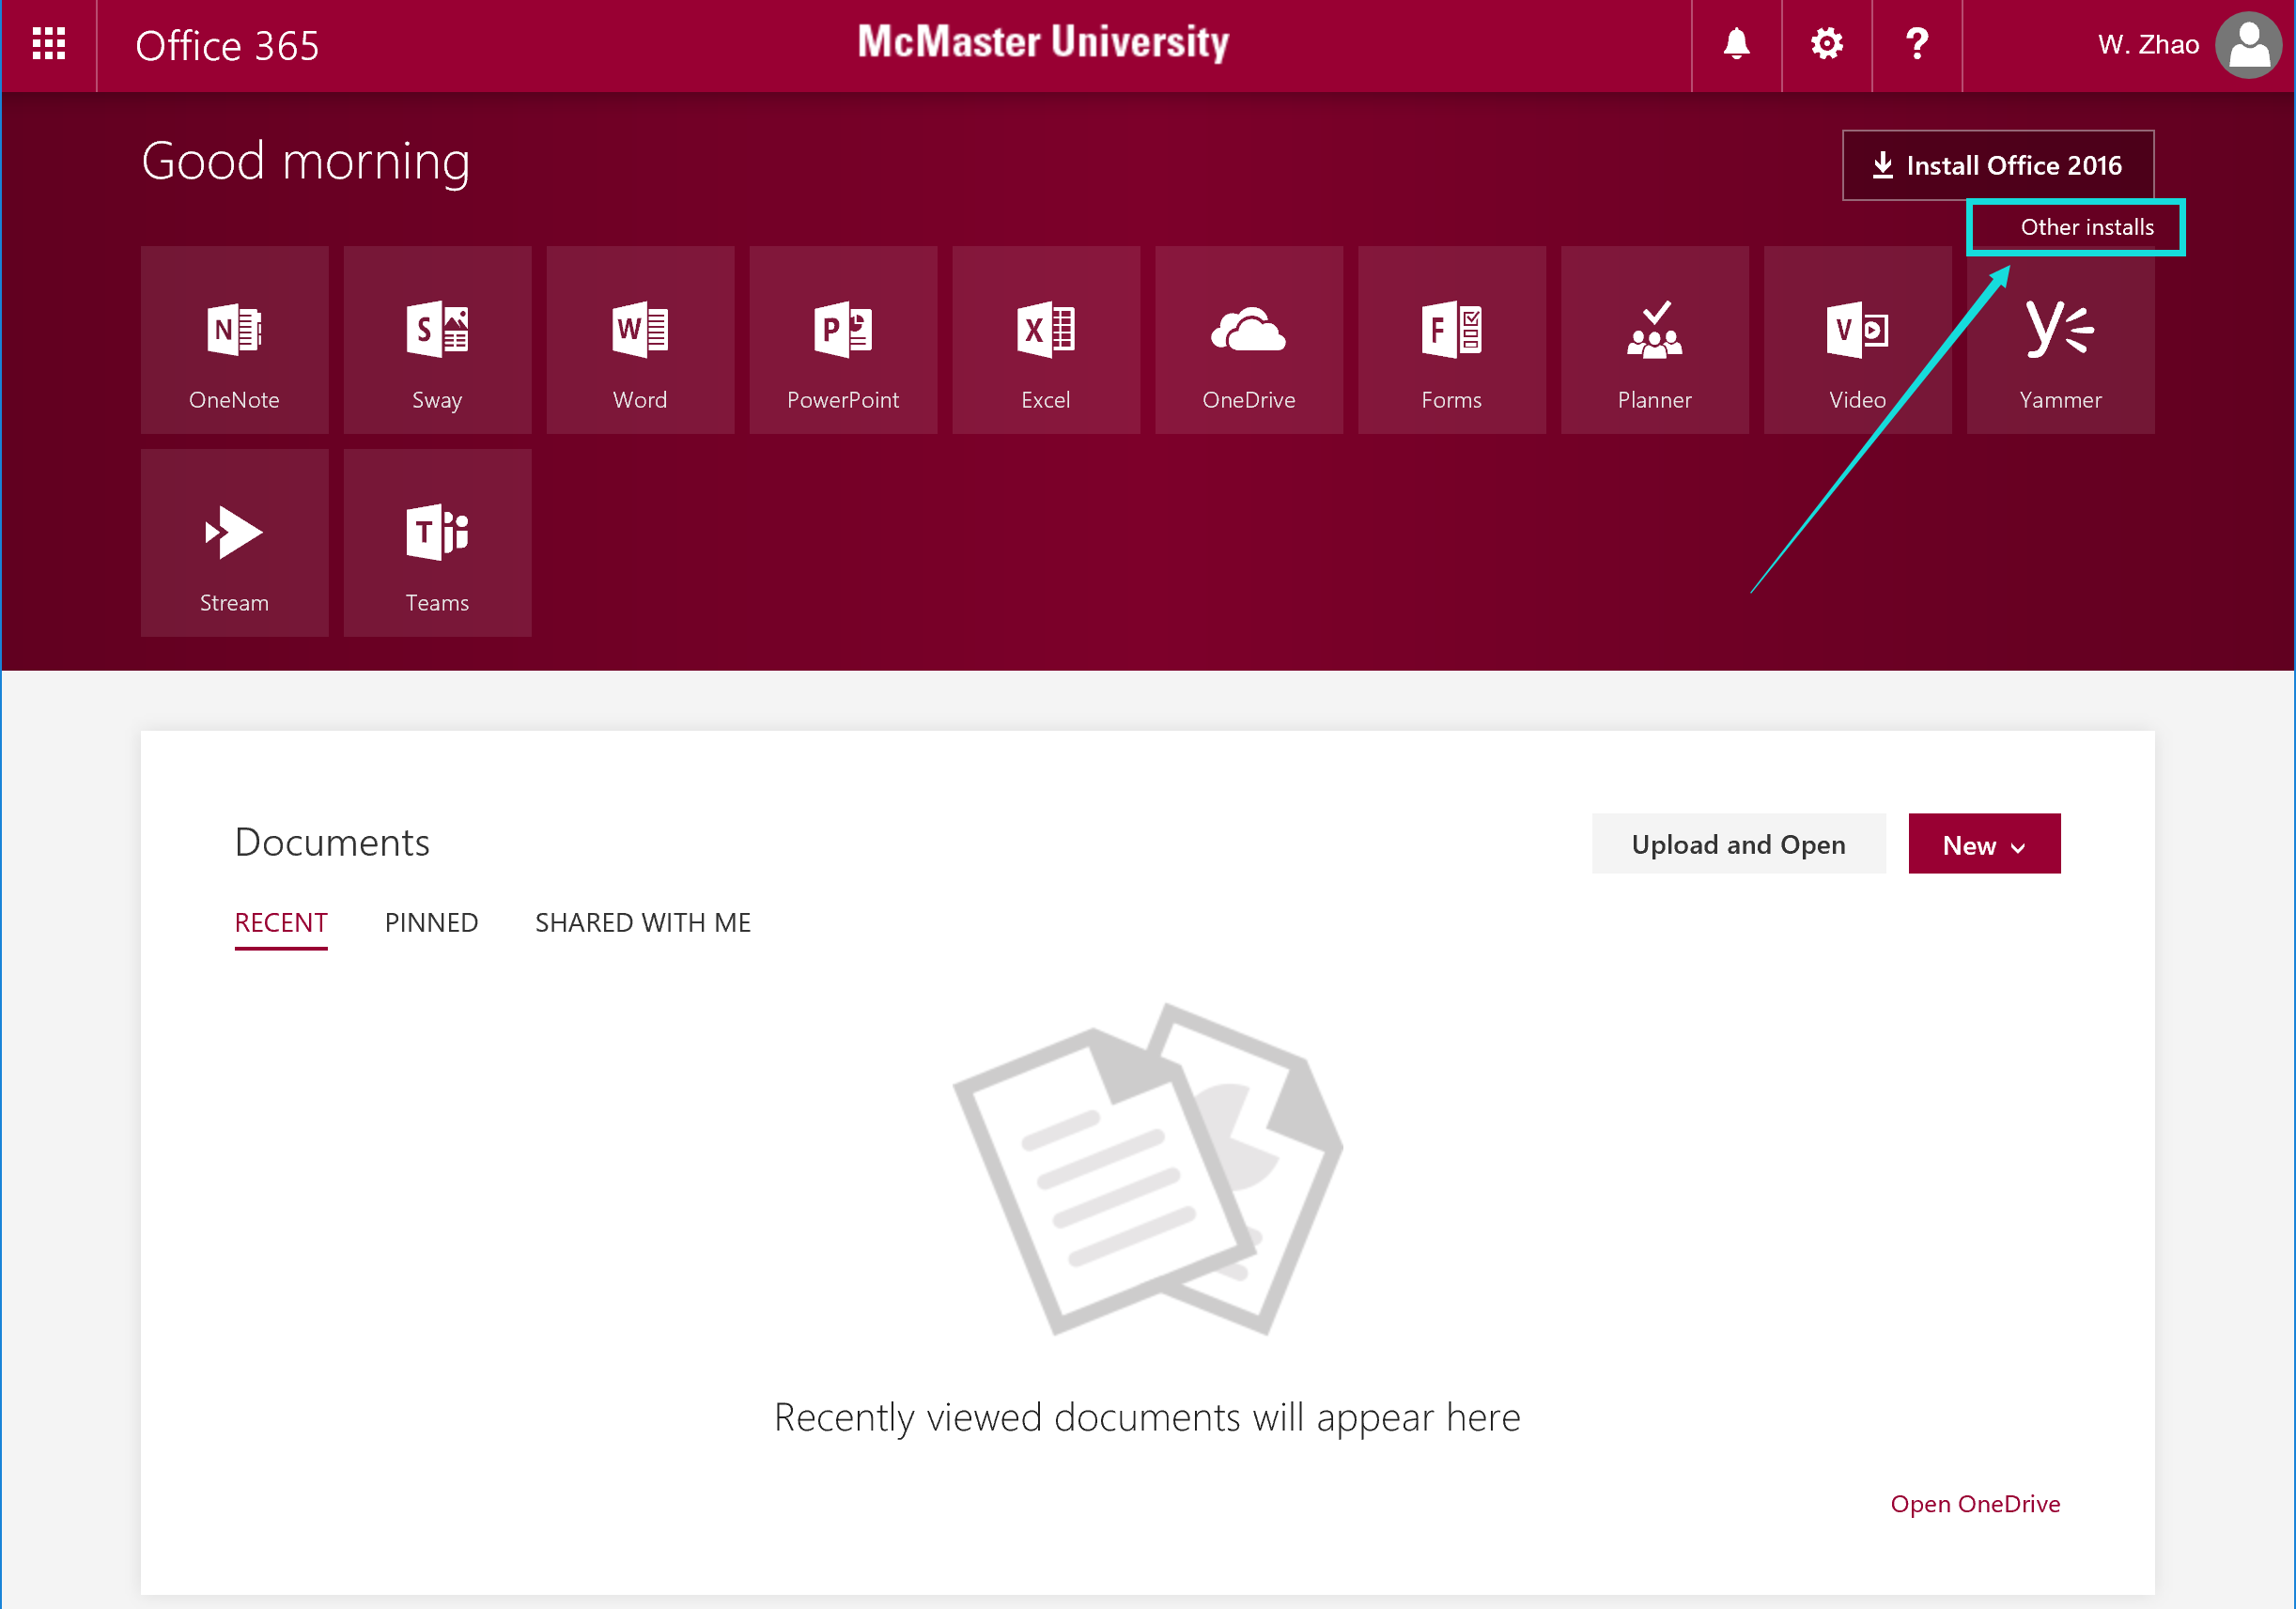 Office 365
McMaster University
?
W. Zhao
Good morning
Install Office 2016
Other installs
N
OneNote
S
Sway
W
Word
P
PowerPoint
X
Excel
OneDrive
F
Forms
Planner
V
Video
Yammer
Stream
T
Teams
Documents
Upload and Open
New
RECENT
PINNED
SHARED WITH ME
Recently viewed documents will appear here
Open OneDrive